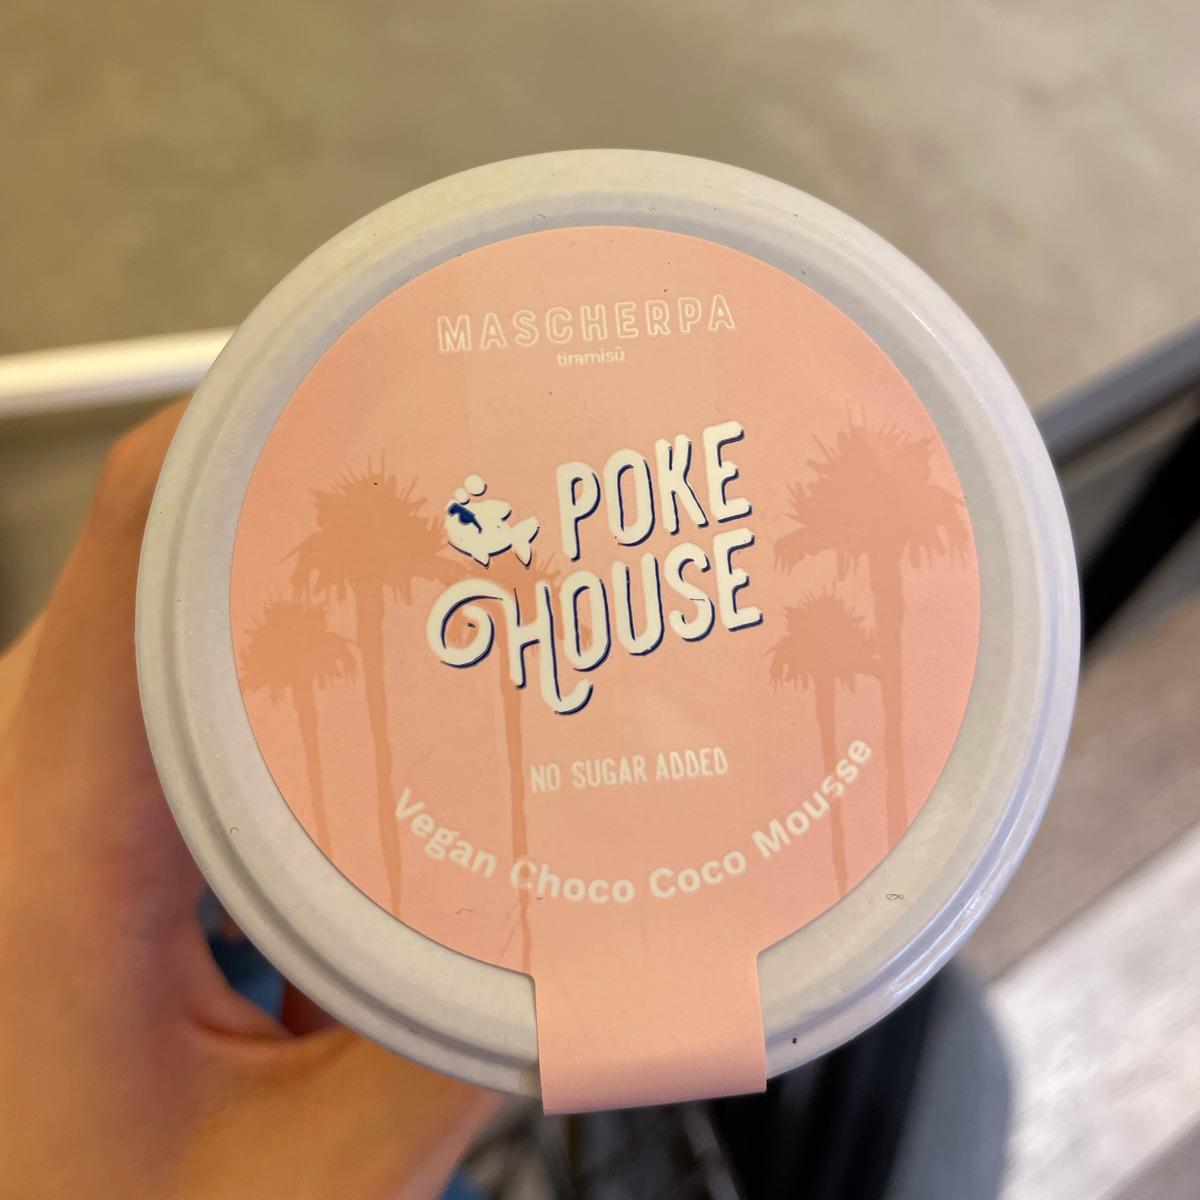 MASCHERPA
tiramisù
POKE
HOUSE
NO SUGAR ADDED
Vegan Choco Coco Mousse